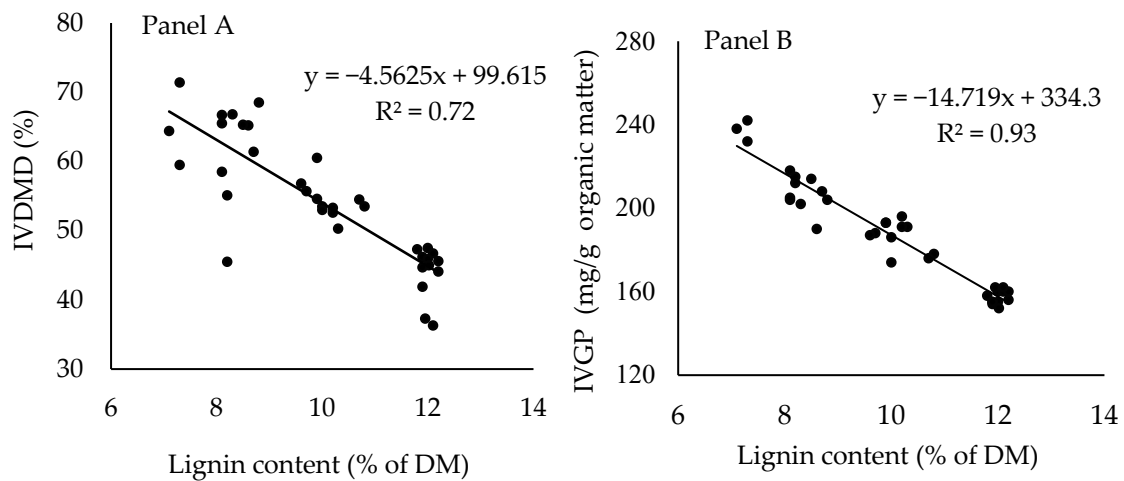 Panel A
y = −4.5625x + 99.615
R² = 0.72
IVDMD (%)
80
70
60
50
40
30
6
8
10
12
14
Lignin content (% of DM)
Panel B
y = −14.719x + 334.3
R² = 0.93
IVGP (mg/g organic matter)
280
240
200
160
120
6
8
10
12
14
Lignin content (% of DM)